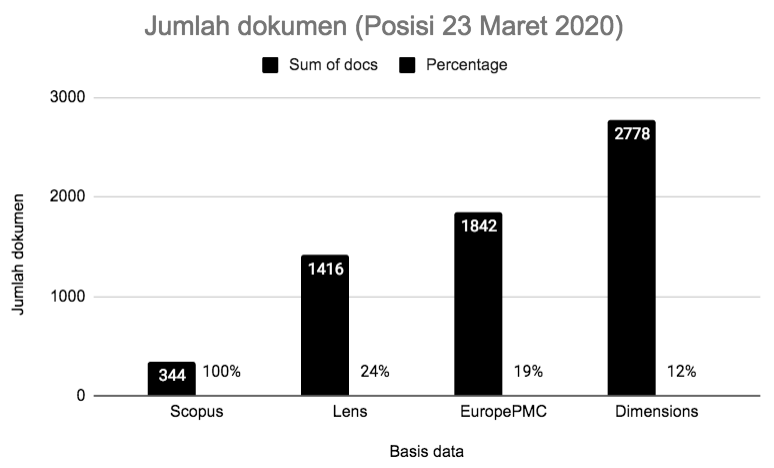 Jumlah dokumen (Posisi 23 Maret 2020)
Sum of docs Percentage
3000
2000
1000
0
Jumlah dokumen
344 100%
1416 24%
1842 19%
2778 12%
Scopus Lens EuropePMC Dimensions
Basis data